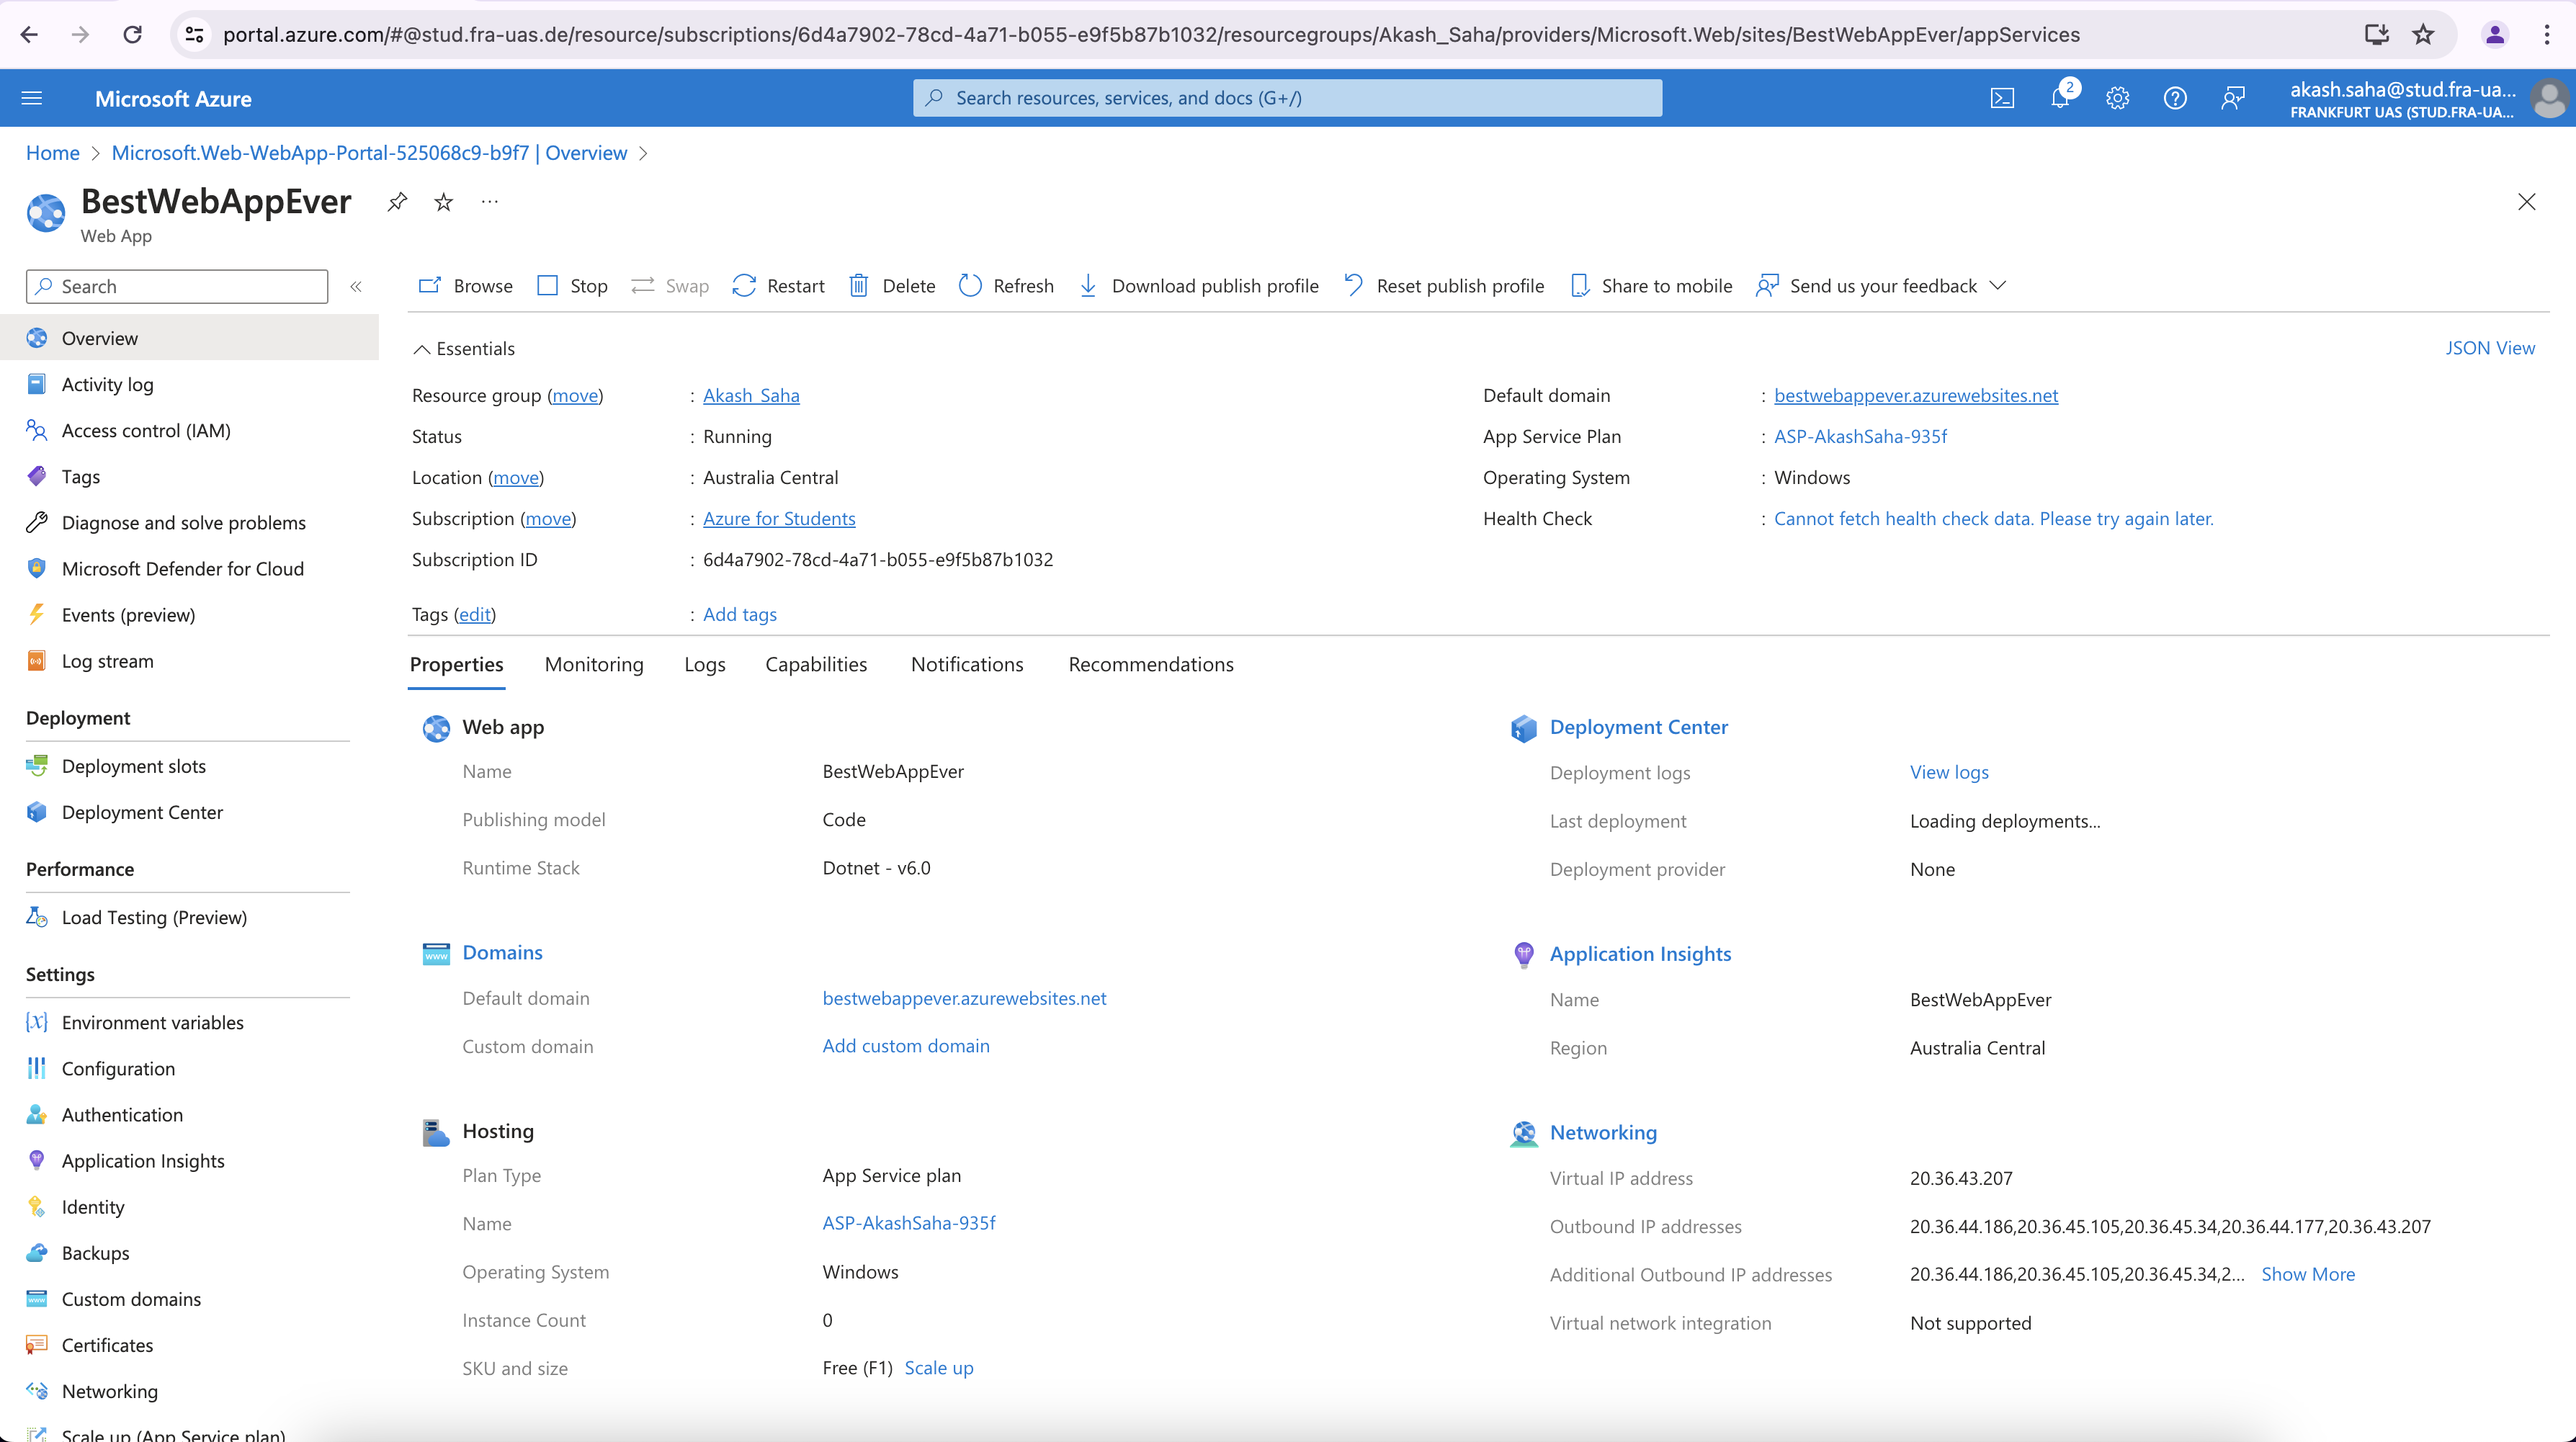 portal.azure.com/#@stud.fra-uas.de/resource/subscriptions/6d4a7902-78cd-4a71-b055-e9f5b87b1032/resourcegroups/Akash_Saha/providers/Microsoft.Web/sites/BestWebAppEver/appServices
Microsoft Azure
Search resources, services, and docs (G+/)
2
akash.saha@stud.fra-ua...
FRANKFURT UAS (STUD.FRA-UA...
Home > Microsoft.Web-WebApp-Portal-525068c9-b9f7 | Overview >
BestWebAppEver
...
Web App
Search
«
Browse
Stop
Swap
Restart
Delete
Refresh
Download publish profile
Reset publish profile
Share to mobile
Send us your feedback
Overview
Activity log
Access control (IAM)
Tags
Diagnose and solve problems
Microsoft Defender for Cloud
Events (preview)
Log stream
Deployment
Deployment slots
Deployment Center
Performance
Load Testing (Preview)
Settings
Environment variables
Configuration
Authentication
Application Insights
Identity
Backups
Custom domains
Certificates
Networking
Scale up (App Service plan)
Essentials
JSON View
Resource group (move) : Akash_Saha
Status : Running
Location (move) : Australia Central
Subscription (move) : Azure for Students
Subscription ID : 6d4a7902-78cd-4a71-b055-e9f5b87b1032
Tags (edit) : Add tags
Default domain : bestwebappever.azurewebsites.net
App Service Plan : ASP-AkashSaha-935f
Operating System : Windows
Health Check : Cannot fetch health check data. Please try again later.
Properties
Monitoring
Logs
Capabilities
Notifications
Recommendations
Web app
Name BestWebAppEver
Publishing model Code
Runtime Stack Dotnet - v6.0
Domains
Default domain bestwebappever.azurewebsites.net
Custom domain Add custom domain
Hosting
Plan Type App Service plan
Name ASP-AkashSaha-935f
Operating System Windows
Instance Count 0
SKU and size Free (F1) Scale up
Deployment Center
Deployment logs View logs
Last deployment Loading deployments...
Deployment provider None
Application Insights
Name BestWebAppEver
Region Australia Central
Networking
Virtual IP address 20.36.43.207
Outbound IP addresses 20.36.44.186,20.36.45.105,20.36.45.34,20.36.44.177,20.36.43.207
Additional Outbound IP addresses 20.36.44.186,20.36.45.105,20.36.45.34,2... Show More
Virtual network integration Not supported